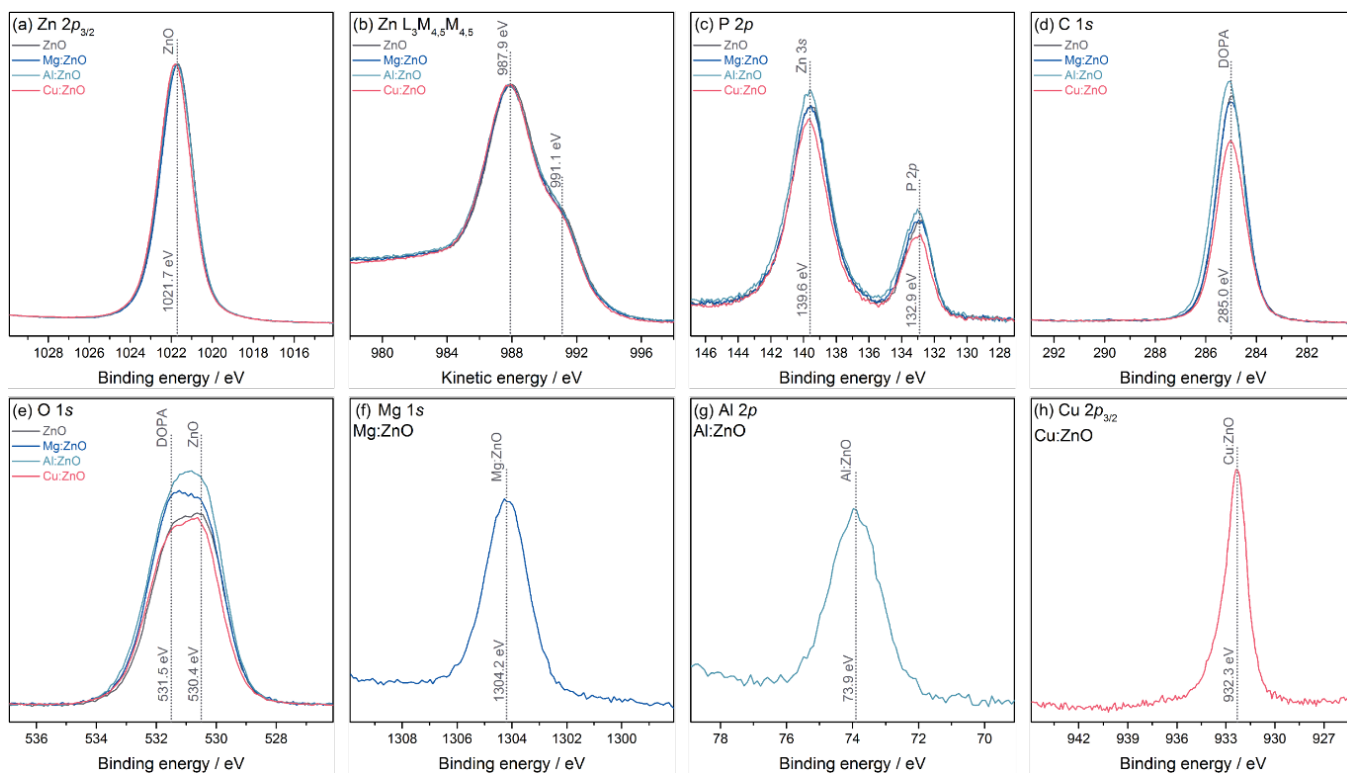 (a) Zn 2p3/2
ZnO
Mg:ZnO
Al:ZnO
Cu:ZnO
ZnO
1021.7 eV
1028 1026 1024 1022 1020 1018 1016
Binding energy / eV
(b) Zn L3M4,5M4,5
ZnO
Mg:ZnO
Al:ZnO
Cu:ZnO
987.9 eV
991.1 eV
980 984 988 992 996
Kinetic energy / eV
(c) P 2p
ZnO
Mg:ZnO
Al:ZnO
Cu:ZnO
Zn 3s
P 2p
139.6 eV
132.9 eV
146 144 142 140 138 136 134 132 130 128
Binding energy / eV
(d) C 1s
ZnO
Mg:ZnO
Al:ZnO
Cu:ZnO
DOPA
285.0 eV
292 290 288 286 284 282
Binding energy / eV
(e) O 1s
ZnO
Mg:ZnO
Al:ZnO
Cu:ZnO
DOPA
ZnO
531.5 eV
530.4 eV
536 534 532 530 528
Binding energy / eV
(f) Mg 1s
Mg:ZnO
Mg:ZnO
1304.2 eV
1308 1306 1304 1302 1300
Binding energy / eV
(g) Al 2p
Al:ZnO
Al:ZnO
73.9 eV
78 76 74 72 70
Binding energy / eV
(h) Cu 2p3/2
Cu:ZnO
Cu:ZnO
932.3 eV
942 939 936 933 930 927
Binding energy / eV